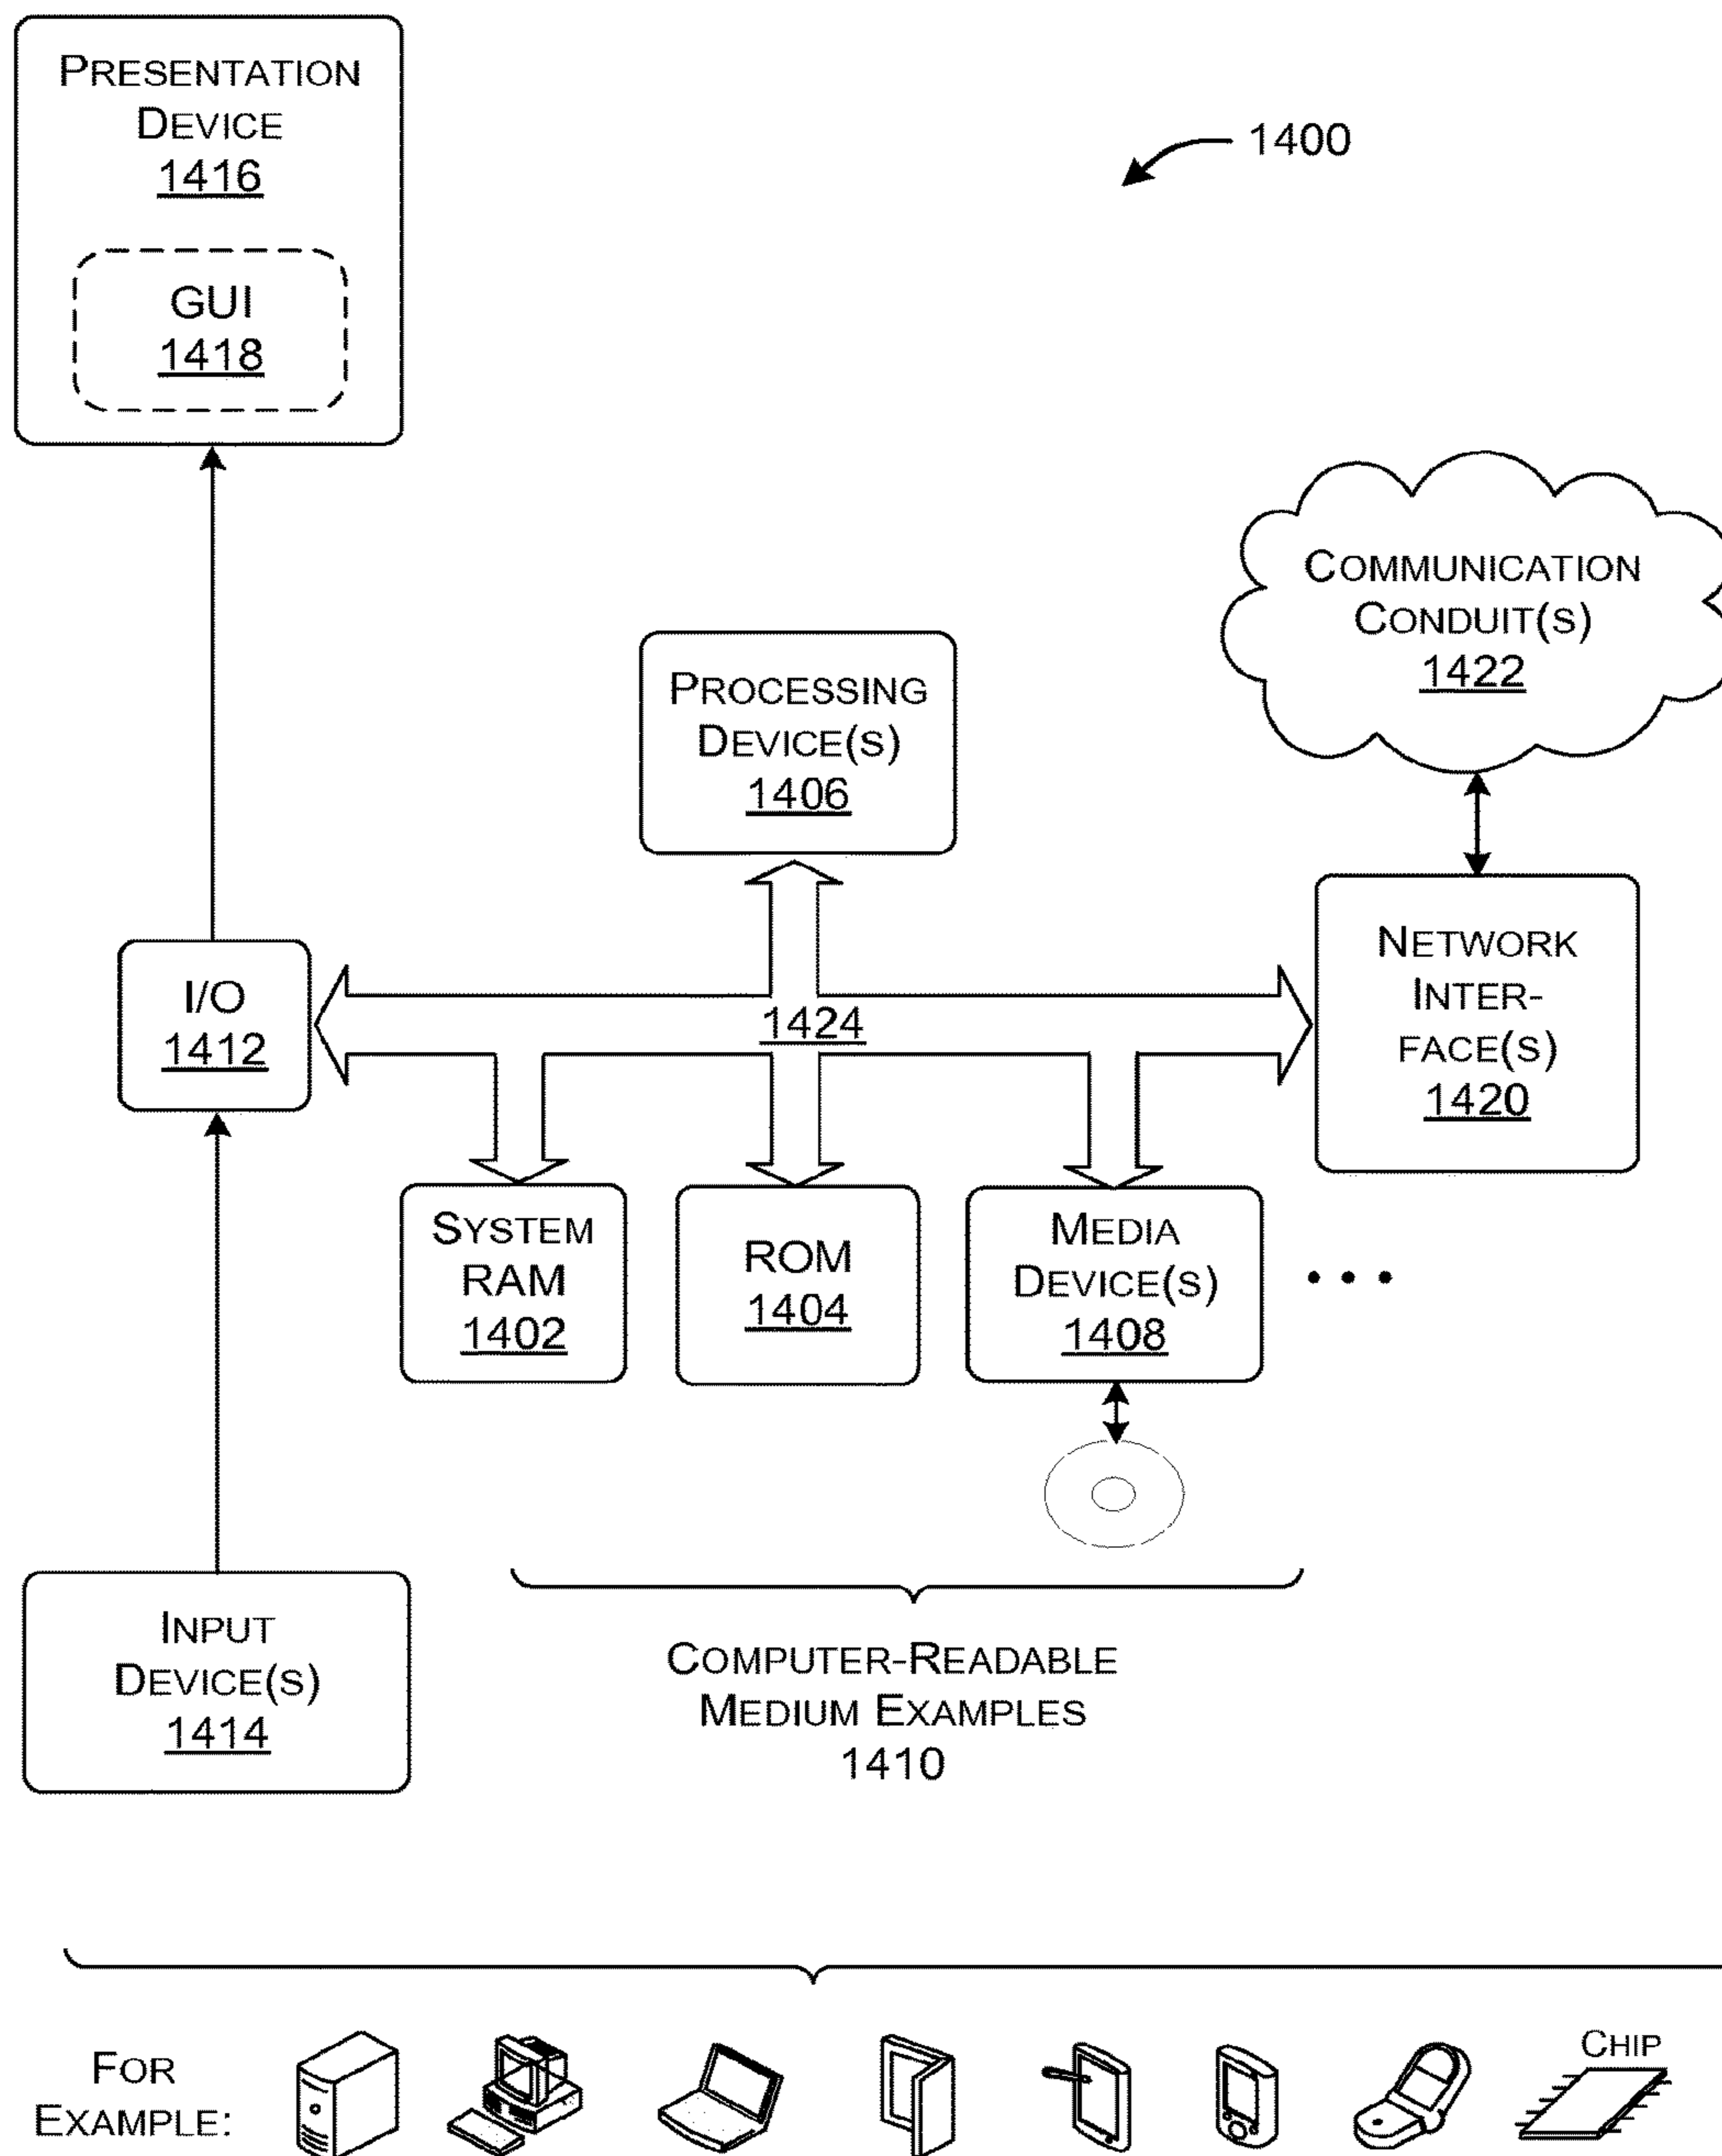 PRESENTATION
DEVICE
1416
GUI
1418
1400
COMMUNICATION
CONDUIT(S)
1422
PROCESSING
DEVICE(S)
1406
NETWORK
INTER-
FACE(S)
1420
I/O
1412
1424
SYSTEM
RAM
1402
ROM
1404
MEDIA
DEVICE(S)
1408
• • •
INPUT
DEVICE(S)
1414
COMPUTER-READABLE
MEDIUM EXAMPLES
1410
FOR
EXAMPLE:
CHIP